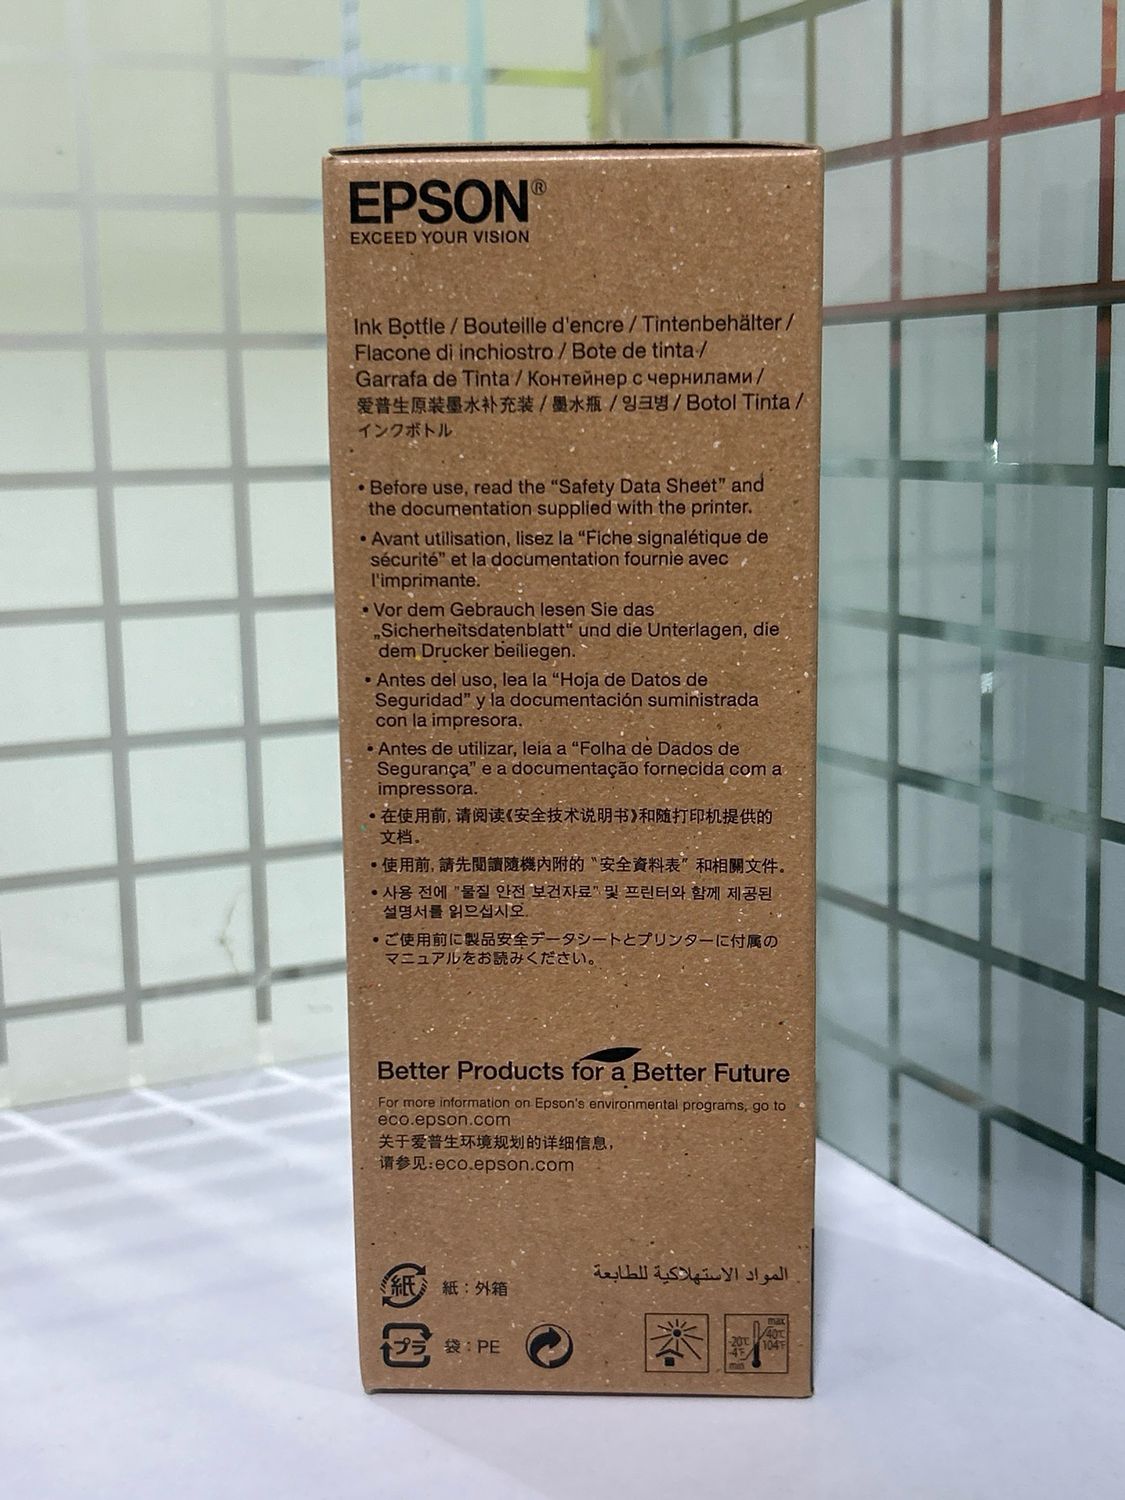 EPSON®
EXCEED YOUR VISION
Ink Bottle / Bouteille d'encre / Tintenbehälter /
Flacone di inchiostro / Bote de tinta /
Garrafa de Tinta / Контейнер с чернилами /
爱普生原装墨水补充装 / 墨水瓶 / 잉크병 / Botol Tinta /
インクボトル
• Before use, read the “Safety Data Sheet” and
the documentation supplied with the printer.
• Avant utilisation, lisez la “Fiche signalétique de
sécurité” et la documentation fournie avec
l'imprimante.
• Vor dem Gebrauch lesen Sie das
„Sicherheitsdatenblatt“ und die Unterlagen, die
dem Drucker beiliegen.
• Antes del uso, lea la “Hoja de Datos de
Seguridad” y la documentación suministrada
con la impresora.
• Antes de utilizar, leia a “Folha de Dados de
Segurança” e a documentação fornecida com a
impressora.
• 在使用前, 请阅读《安全技术说明书》和随打印机提供的
文档。
• 使用前, 請先閱讀隨機內附的 “安全資料表” 和相關文件。
• 사용 전에 "물질 안전 보건자료" 및 프린터와 함께 제공된
설명서를 읽으십시오.
• ご使用前に製品安全データシートとプリンターに付属の
マニュアルをお読みください。
Better Products for a Better Future
For more information on Epson's environmental programs, go to
eco.epson.com
关于爱普生环境规划的详细信息，
请参见:eco.epson.com
المواد الاستهلاكية للطابعة
紙 紙：外箱
プラ 袋：PE
max
40℃
104°F
-20℃
-4°F
min